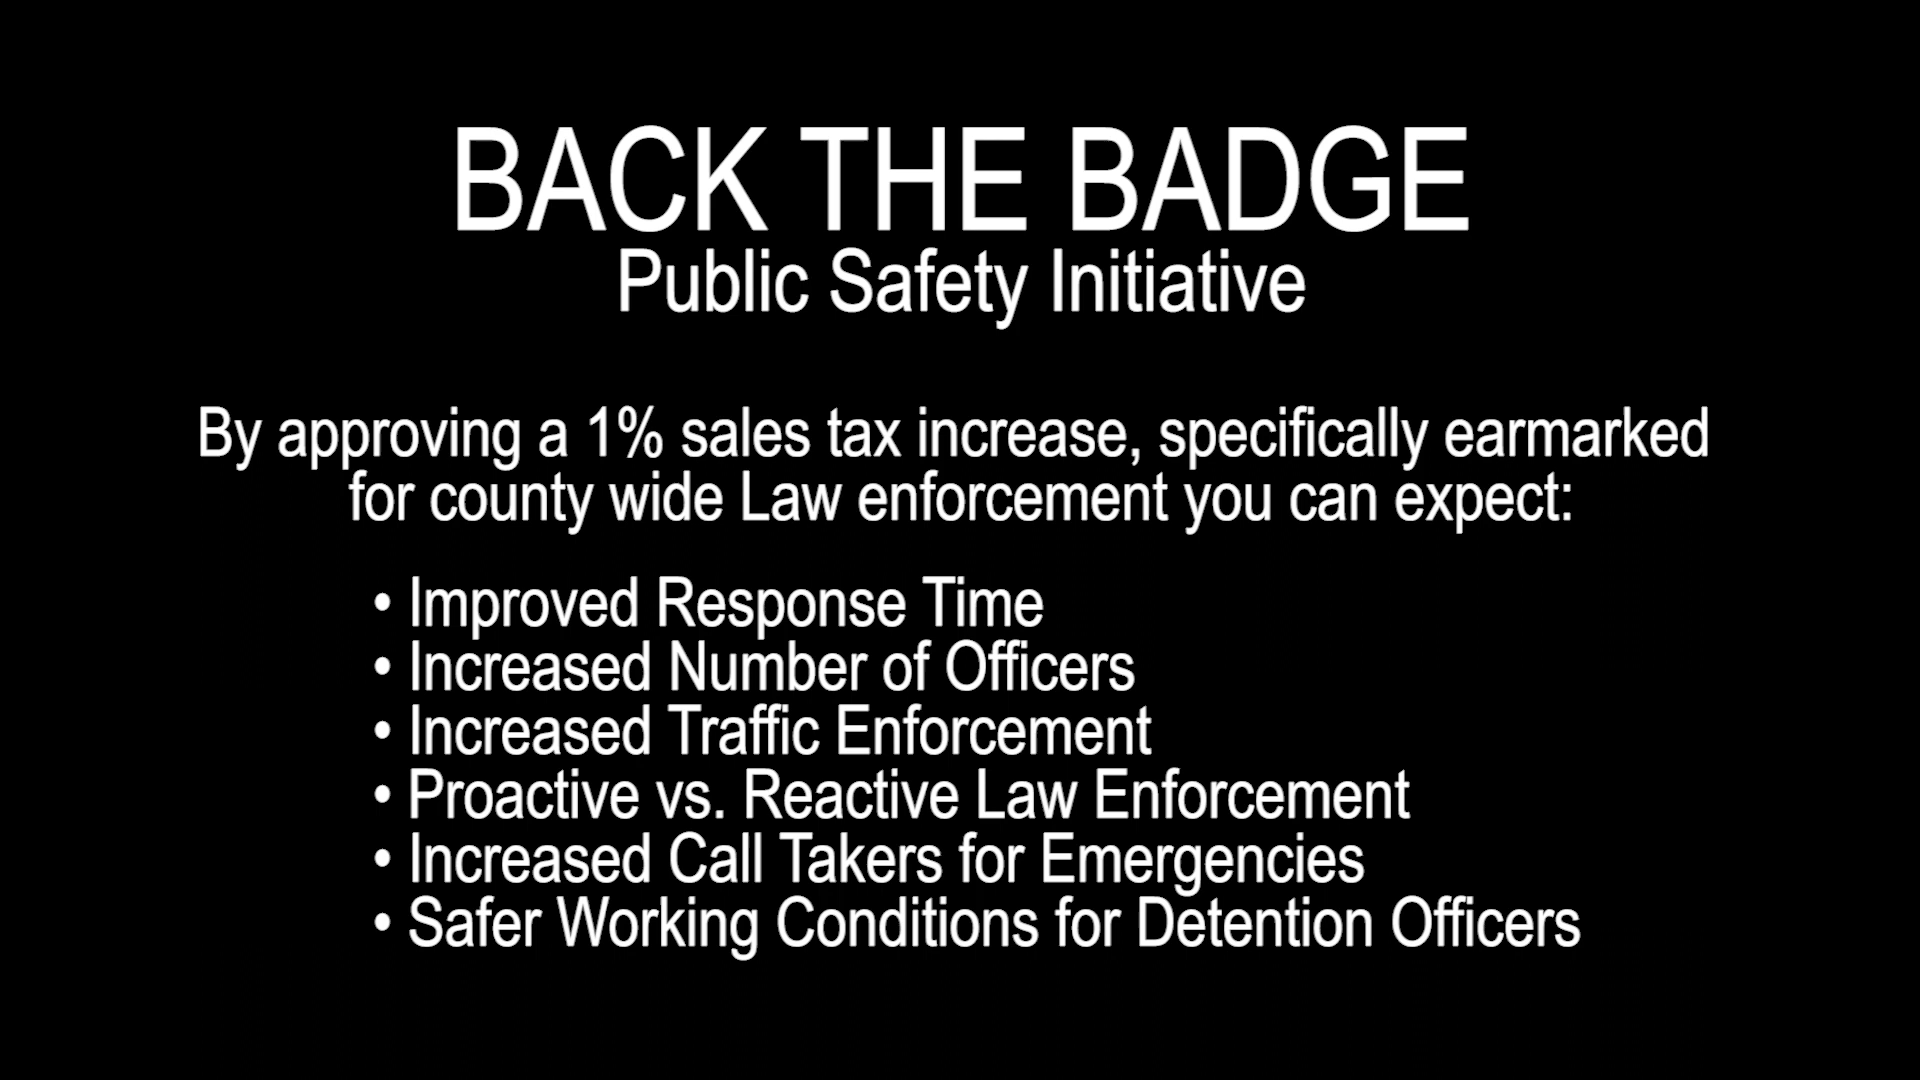 BACK THE BADGE
Public Safety Initiative
By approving a 1% sales tax increase, specifically earmarked
for county wide Law enforcement you can expect:
• Improved Response Time
• Increased Number of Officers
• Increased Traffic Enforcement
• Proactive vs. Reactive Law Enforcement
• Increased Call Takers for Emergencies
• Safer Working Conditions for Detention Officers